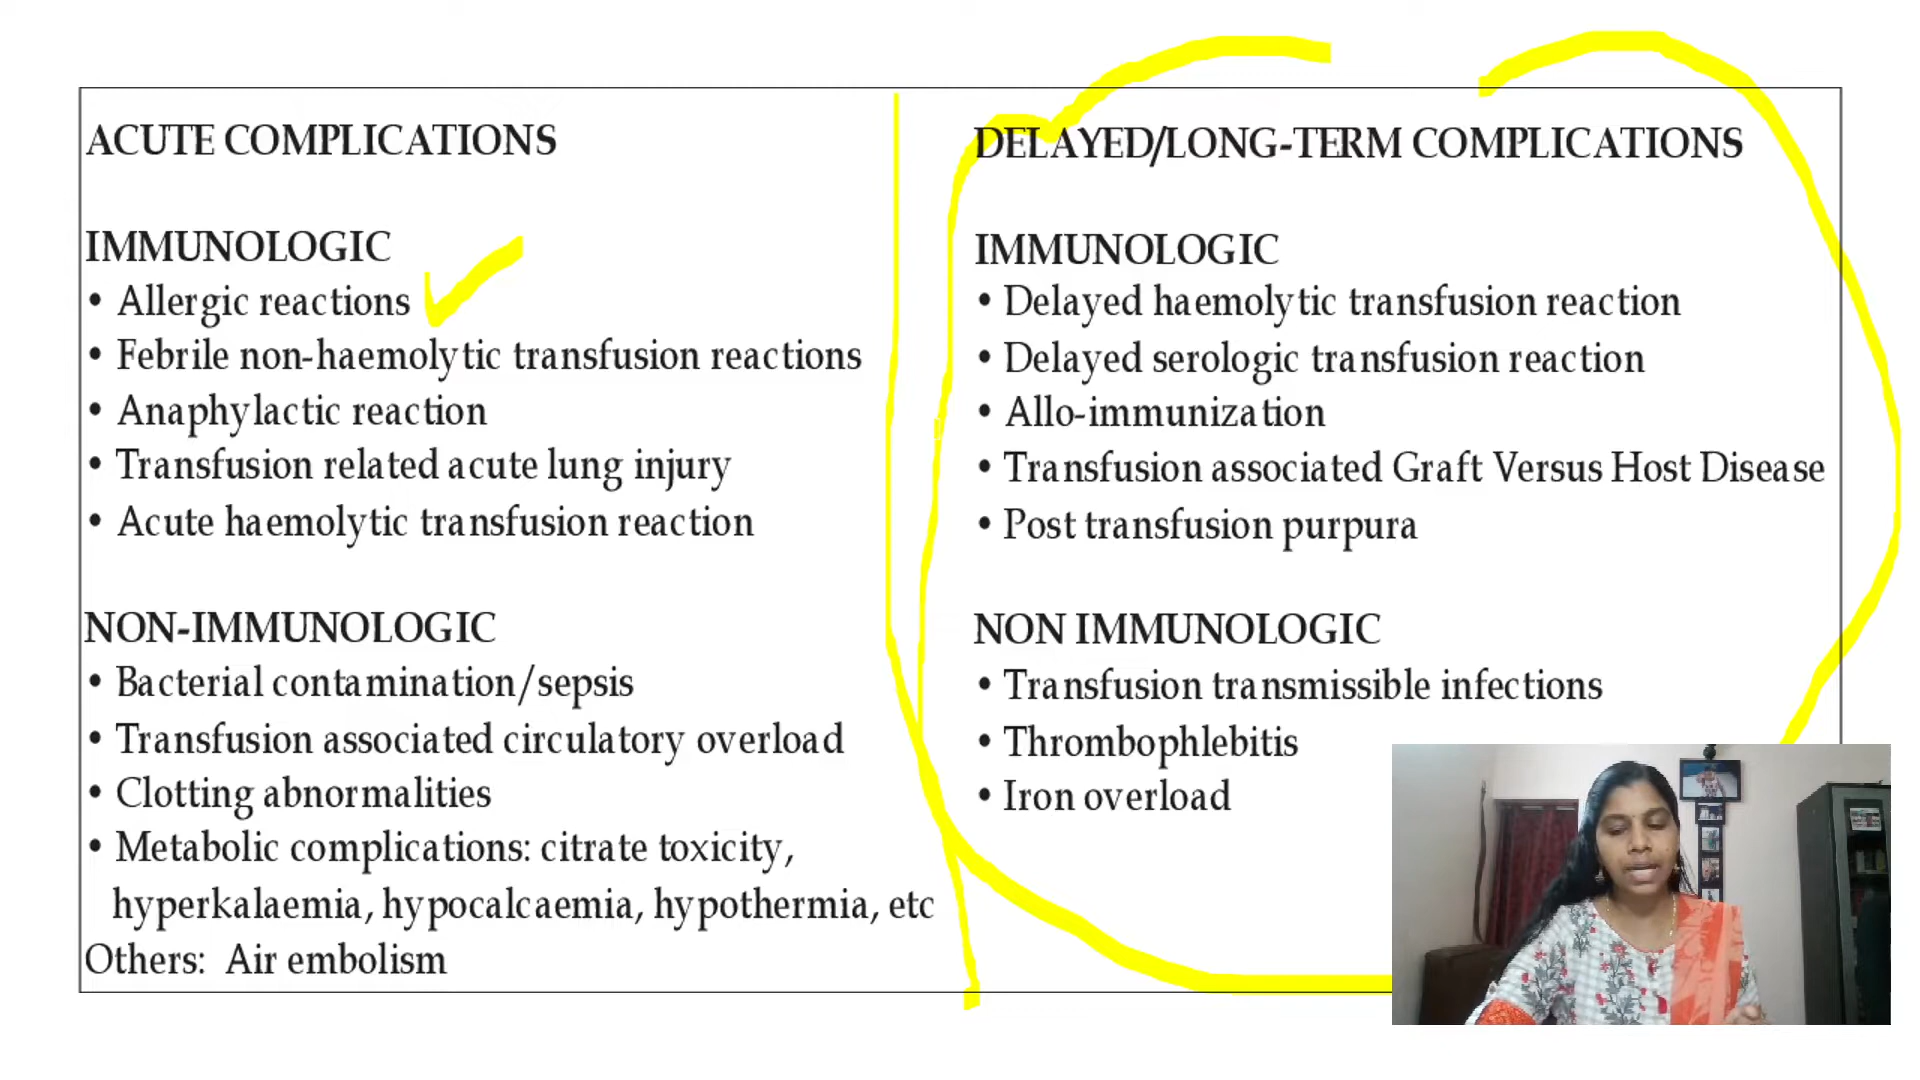 ACUTE COMPLICATIONS
IMMUNOLOGIC
• Allergic reactions
• Febrile non-haemolytic transfusion reactions
• Anaphylactic reaction
• Transfusion related acute lung injury
• Acute haemolytic transfusion reaction
NON-IMMUNOLOGIC
• Bacterial contamination/sepsis
• Transfusion associated circulatory overload
• Clotting abnormalities
• Metabolic complications: citrate toxicity,
hyperkalaemia, hypocalcaemia, hypothermia, etc
Others: Air embolism
DELAYED/LONG-TERM COMPLICATIONS
IMMUNOLOGIC
• Delayed haemolytic transfusion reaction
• Delayed serologic transfusion reaction
• Allo-immunization
• Transfusion associated Graft Versus Host Disease
• Post transfusion purpura
NON IMMUNOLOGIC
• Transfusion transmissible infections
• Thrombophlebitis
• Iron overload